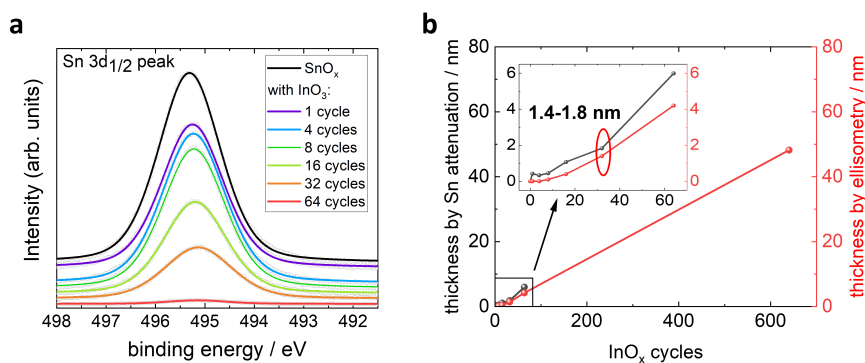 a
Sn 3d1/2 peak
SnOx
with InO3:
1 cycle
4 cycles
8 cycles
16 cycles
32 cycles
64 cycles
Intensity (arb. units)
498 497 496 495 494 493 492
binding energy / eV
b
thickness by Sn attenuation / nm
80
60
40
20
0
6
4
2
0
1.4-1.8 nm
6
4
2
0
0 20 40 60
0 200 400 600
InOx cycles
80
60
40
20
0
thickness by ellisometry / nm